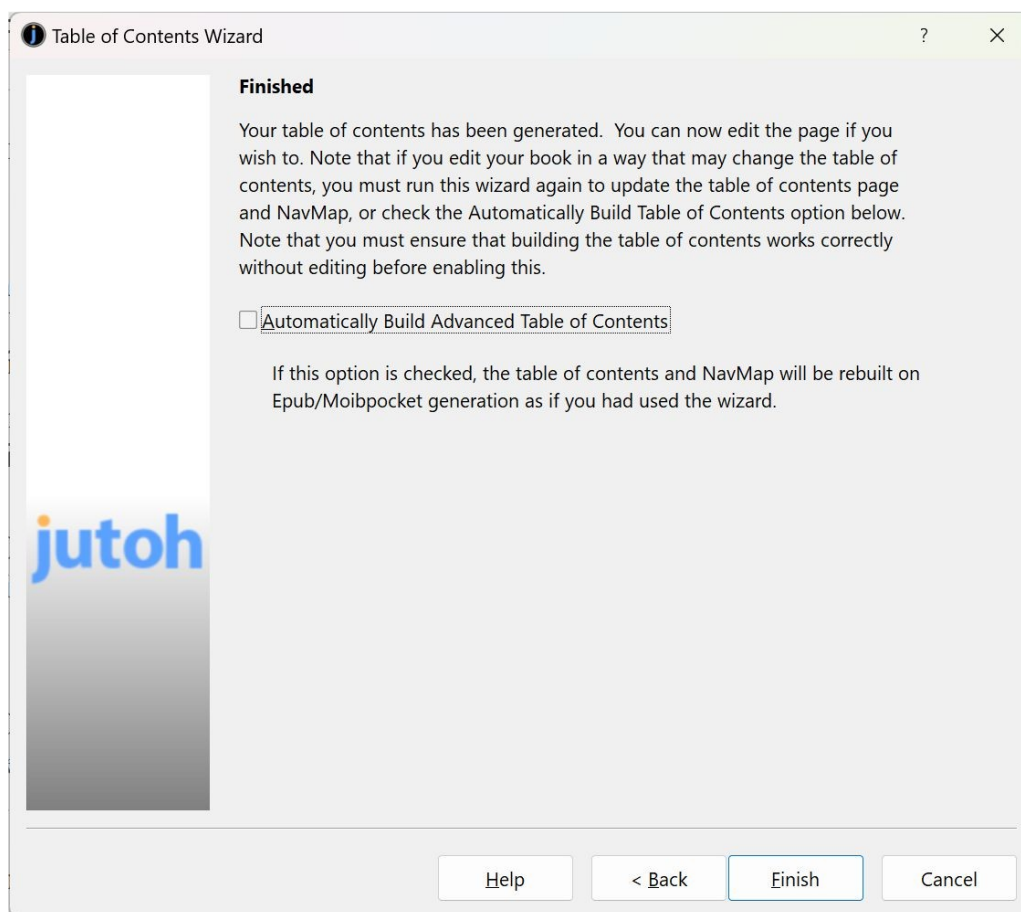 Table of Contents Wizard
?
Finished
Your table of contents has been generated.  You can now edit the page if you
wish to. Note that if you edit your book in a way that may change the table of
contents, you must run this wizard again to update the table of contents page
and NavMap, or check the Automatically Build Table of Contents option below.
Note that you must ensure that building the table of contents works correctly
without editing before enabling this.
Automatically Build Advanced Table of Contents
If this option is checked, the table of contents and NavMap will be rebuilt on
Epub/Moibpocket generation as if you had used the wizard.
jutoh
Help
< Back
Finish
Cancel